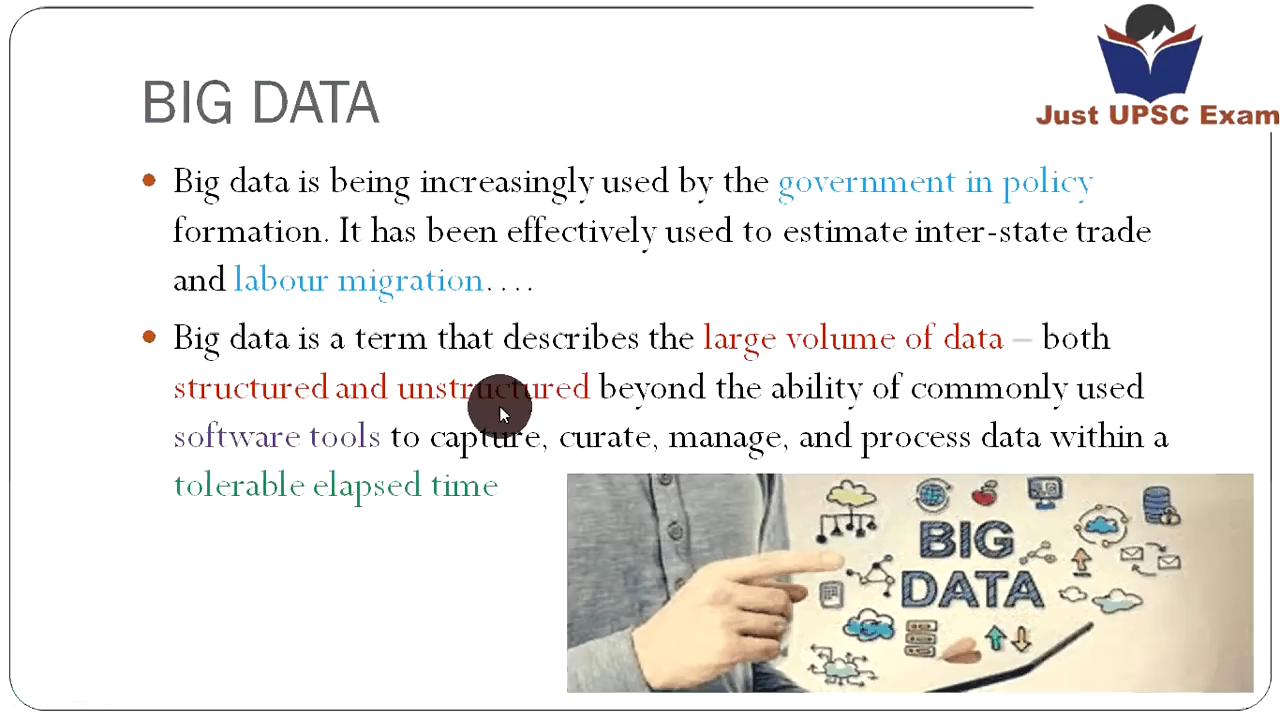 Just UPSC Exam
BIG DATA
• Big data is being increasingly used by the government in policy
formation. It has been effectively used to estimate inter-state trade
and labour migration….
• Big data is a term that describes the large volume of data – both
structured and unstructured beyond the ability of commonly used
software tools to capture, curate, manage, and process data within a
tolerable elapsed time
BIG
DATA